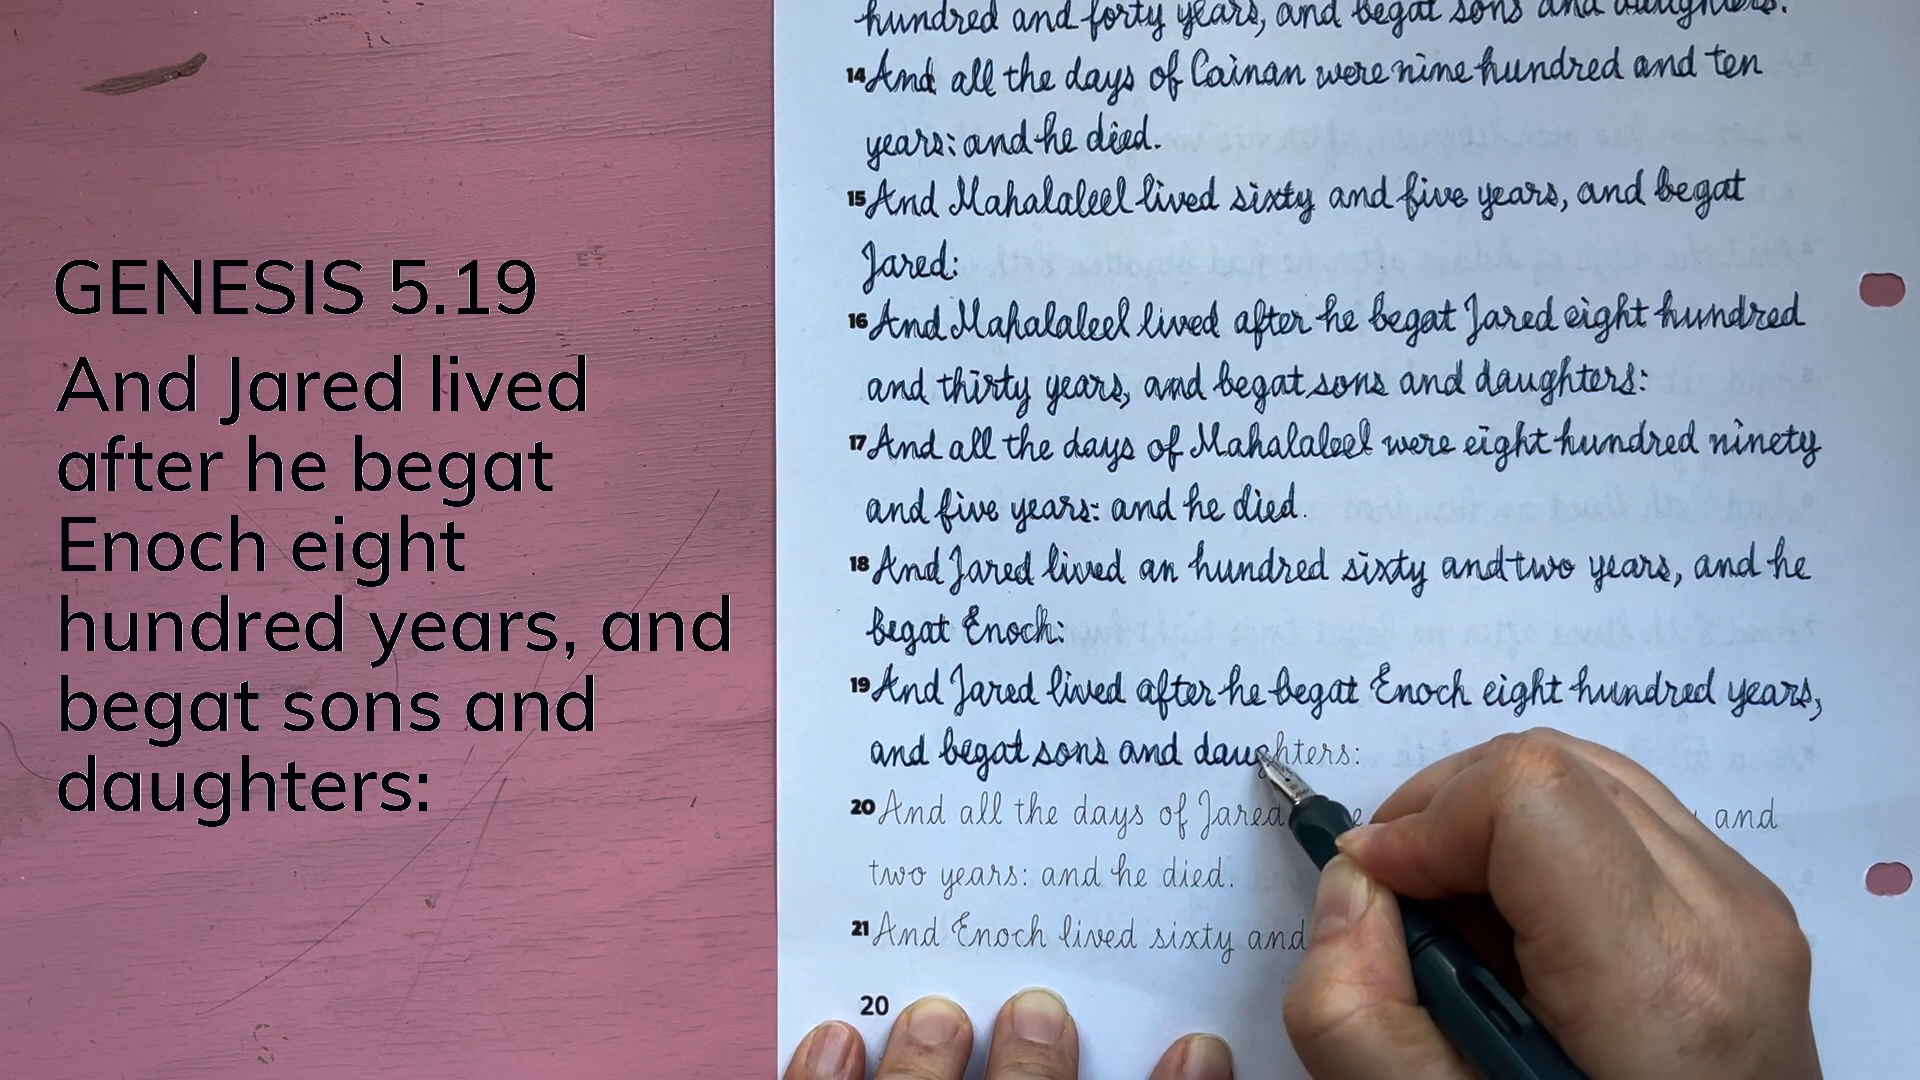 GENESIS 5.19
And Jared lived
after he begat
Enoch eight
hundred years, and
begat sons and
daughters:
hundred and forty years, and begat sons and daughters:
14 And all the days of Cainan were nine hundred and ten
years: and he died.
15 And Mahalaleel lived sixty and five years, and begat
Jared:
16 And Mahalaleel lived after he begat Jared eight hundred
and thirty years, and begat sons and daughters:
17 And all the days of Mahalaleel were eight hundred ninety
and five years: and he died.
18 And Jared lived an hundred sixty and two years, and he
begat Enoch:
19 And Jared lived after he begat Enoch eight hundred years,
and begat sons and daughters:
20 And all the days of Jared and
two years: and he died.
21 And Enoch lived sixty and
20